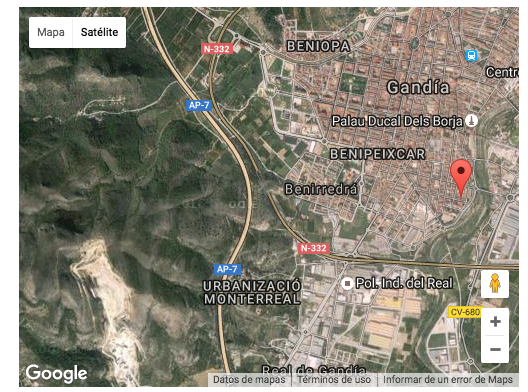 Mapa
Satélite
N-332
BENIOPA
Centro
Gandía
AP-7
Palau Ducal Dels Borja
BENIPEIXCAR
Benirredrá
N-332
AP-7
Pol. Ind. del Real
URBANIZACIÓ
MONTERREAL
CV-680
+
−
Real de Gandía
Google
Datos de mapas
Términos de uso
Informar de un error de Maps